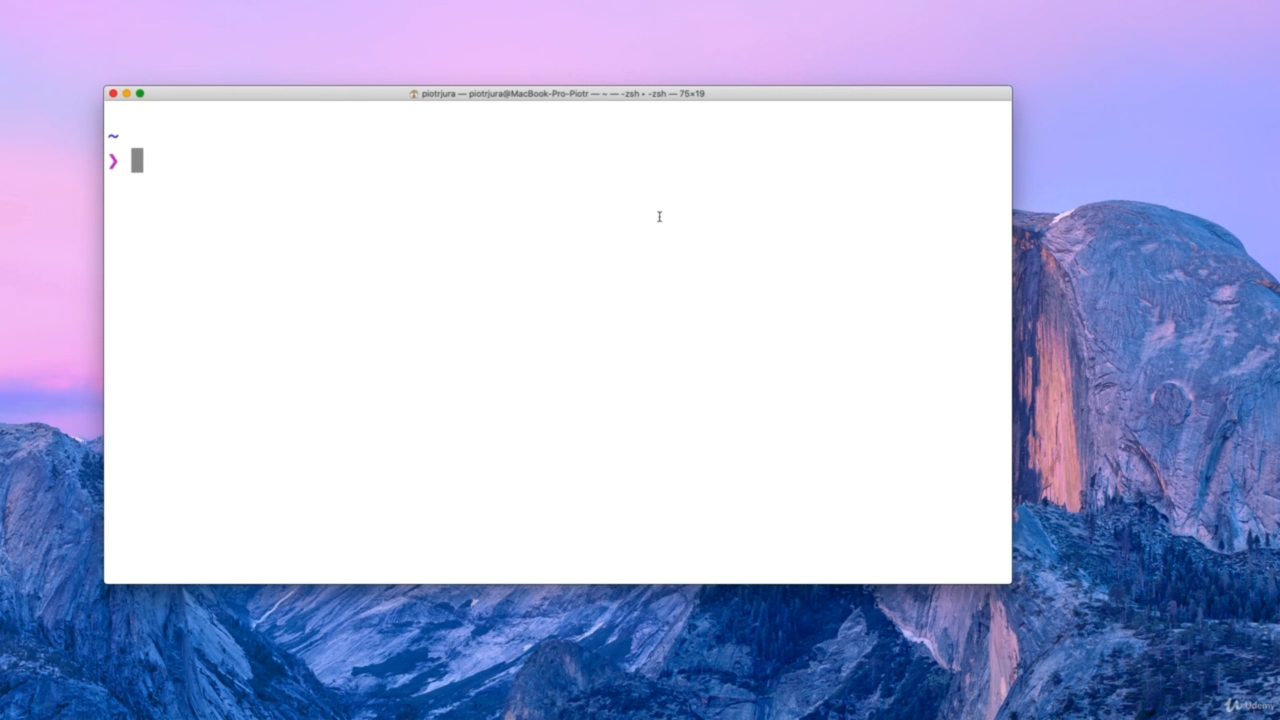 piotrjura — piotrjura@MacBook-Pro-Piotr — ~ — -zsh • -zsh — 75×19
~
❯
Udemy